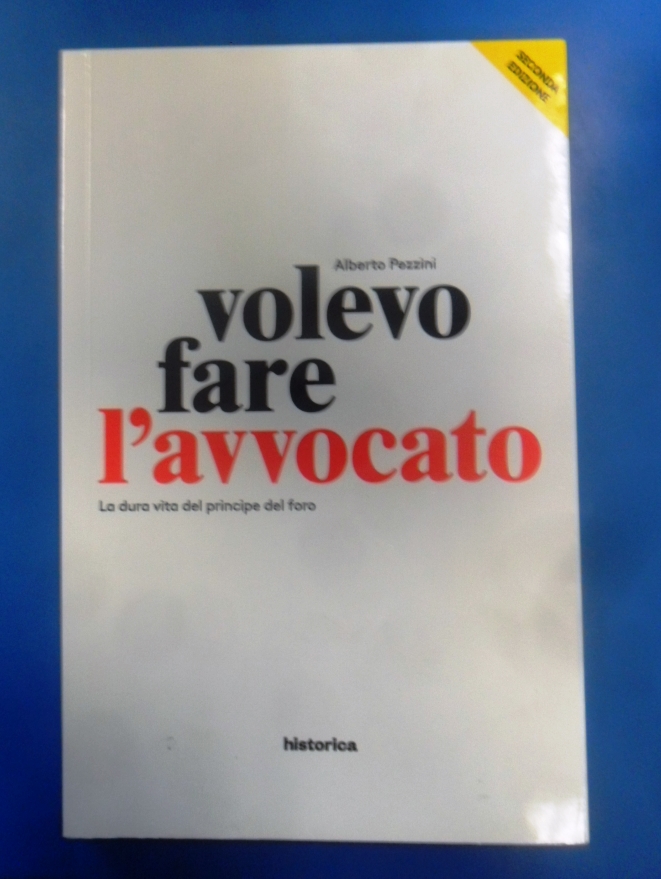 SECONDA
EDIZIONE
Alberto Pezzini
volevo
fare
l'avvocato
La dura vita del principe del foro
historica